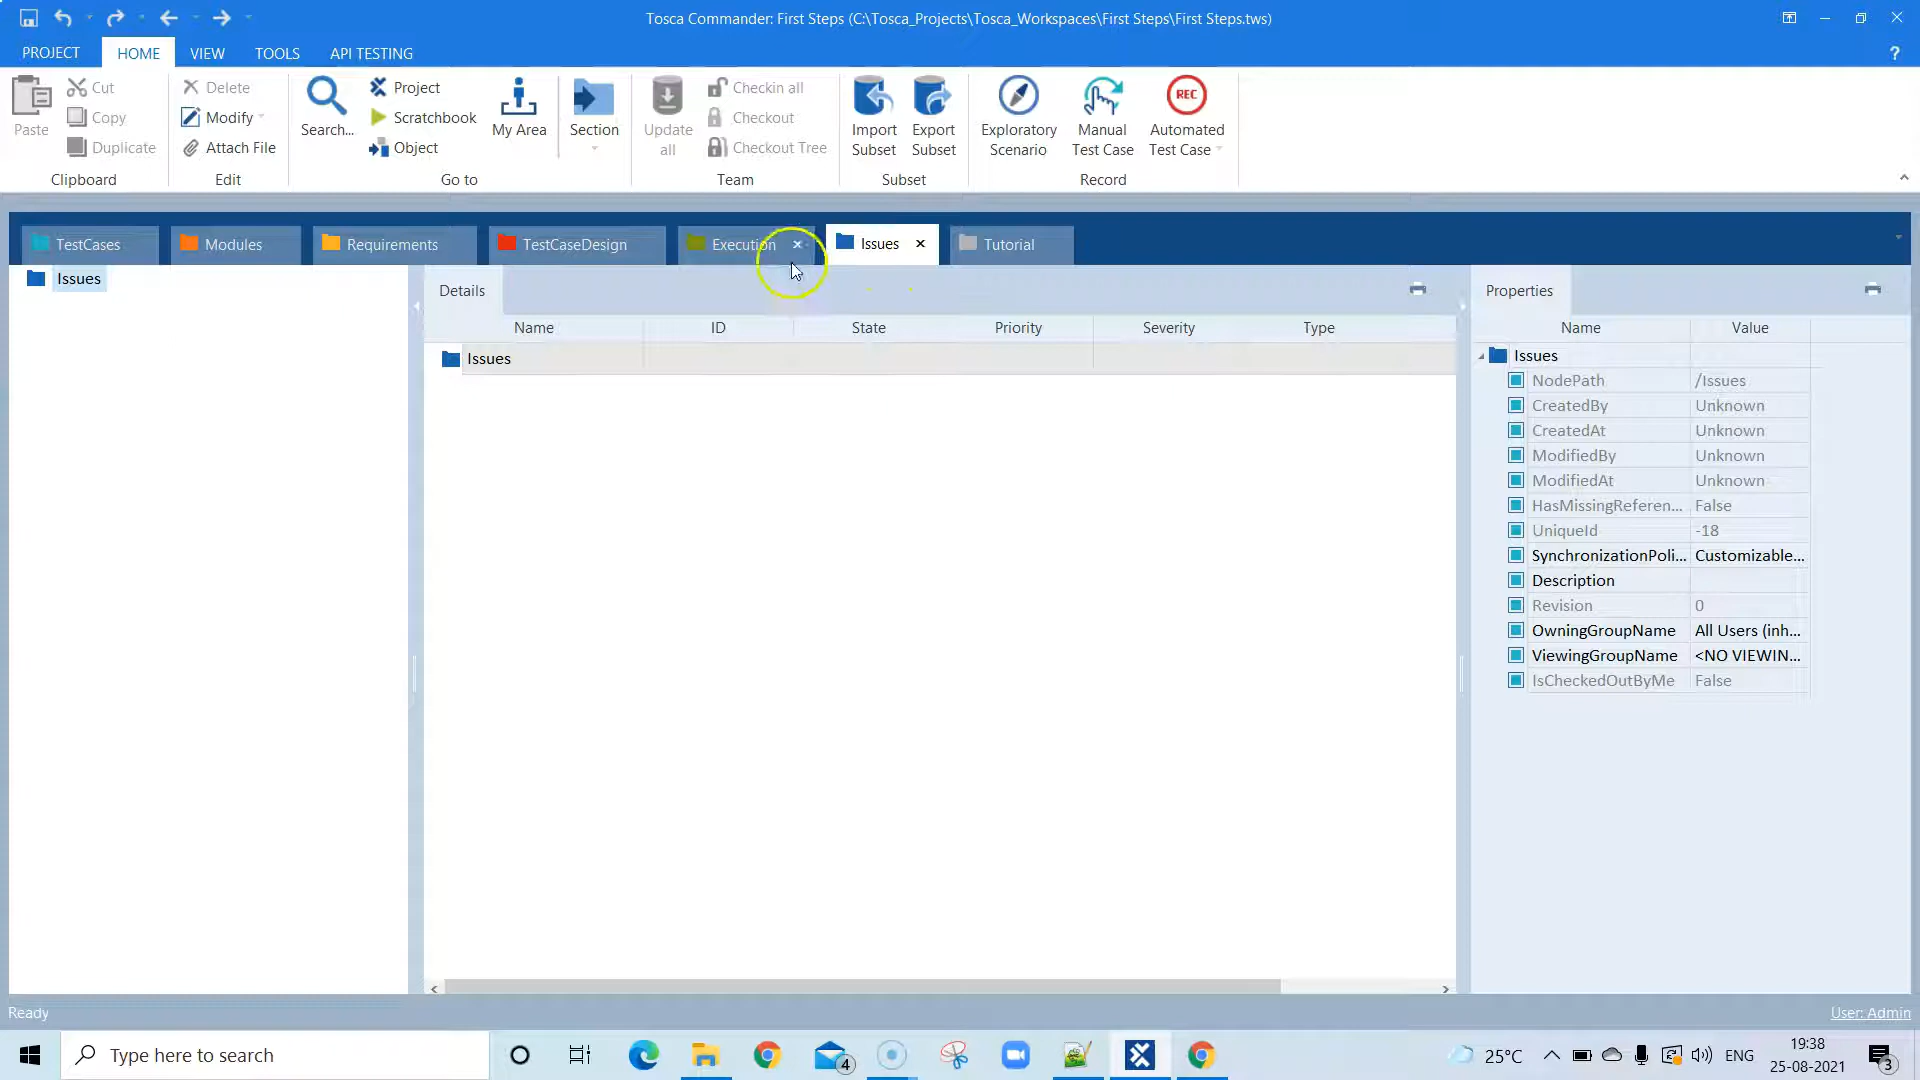 Tosca Commander: First Steps (C:\Tosca_Projects\Tosca_Workspaces\First Steps\First Steps.tws)
PROJECT HOME VIEW TOOLS API TESTING ?
Paste Cut Copy Duplicate Clipboard
Delete Modify Attach File Edit
Search... Project Scratchbook Object My Area Section Go to
Update all Checkin all Checkout Checkout Tree Team
Import Subset Export Subset Subset
Exploratory Scenario Manual Test Case REC Automated Test Case Record
TestCases Modules Requirements TestCaseDesign Execution Issues Tutorial
Issues
Details
Name ID State Priority Severity Type
Issues
Properties
Name Value
Issues
NodePath /Issues
CreatedBy Unknown
CreatedAt Unknown
ModifiedBy Unknown
ModifiedAt Unknown
HasMissingReferen... False
UniqueId -18
SynchronizationPoli... Customizable...
Description
Revision 0
OwningGroupName All Users (inh...
ViewingGroupName <NO VIEWIN...
IsCheckedOutByMe False
Ready User: Admin
Type here to search 4 25°C ENG 19:38
25-08-2021 3